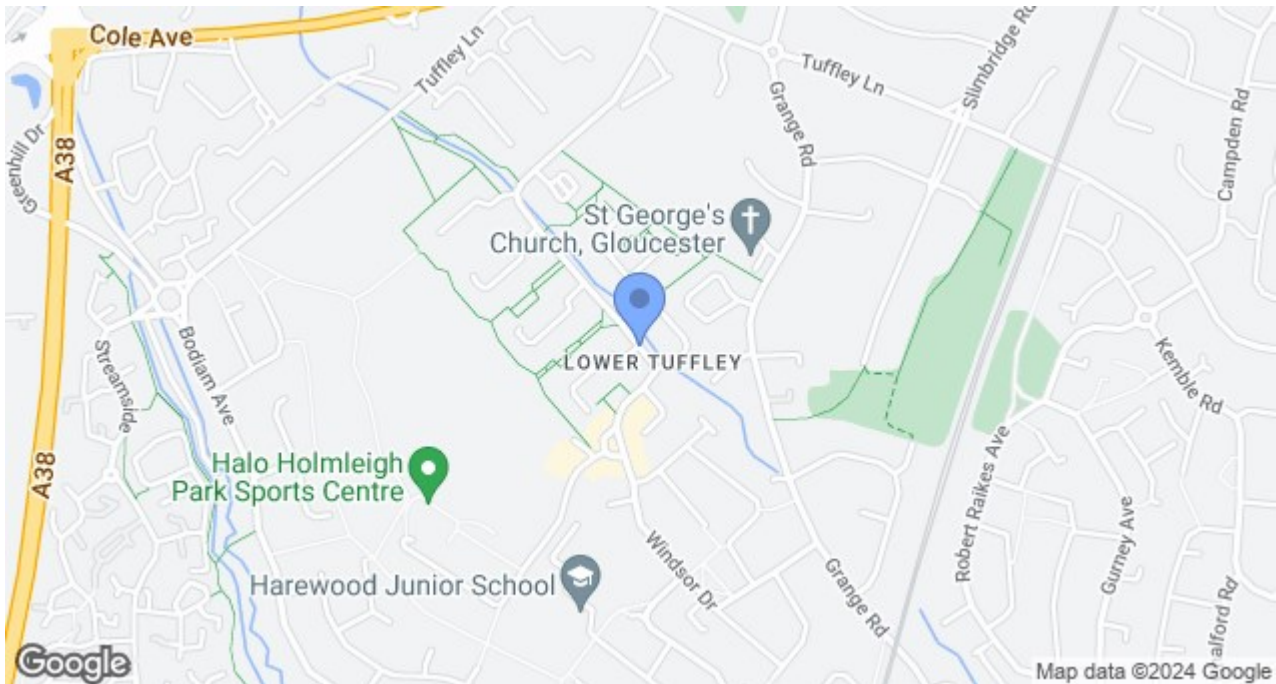 Cole Ave
Tuffley Ln
Slimbridge Rd
Tuffley Ln
Grange Rd
Campden Rd
Greenhill Dr
A38
St George's
Church, Gloucester
LOWER TUFFLEY
Streamside
Bodiam Ave
Kemble Rd
A38
Halo Holmleigh
Park Sports Centre
Robert Raikes Ave
Gurney Ave
Windsor Dr
Harewood Junior School
Grange Rd
alford Rd
Google
Map data ©2024 Google